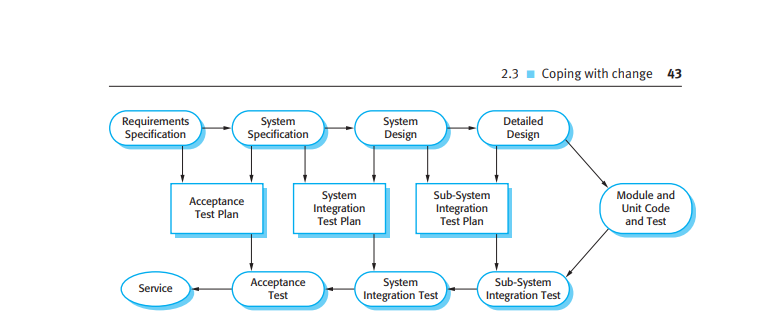 2.3 ■ Coping with change 43
Requirements
Specification
System
Specification
System
Design
Detailed
Design
Acceptance
Test Plan
System
Integration
Test Plan
Sub-System
Integration
Test Plan
Module and
Unit Code
and Test
Service
Acceptance
Test
System
Integration Test
Sub-System
Integration Test